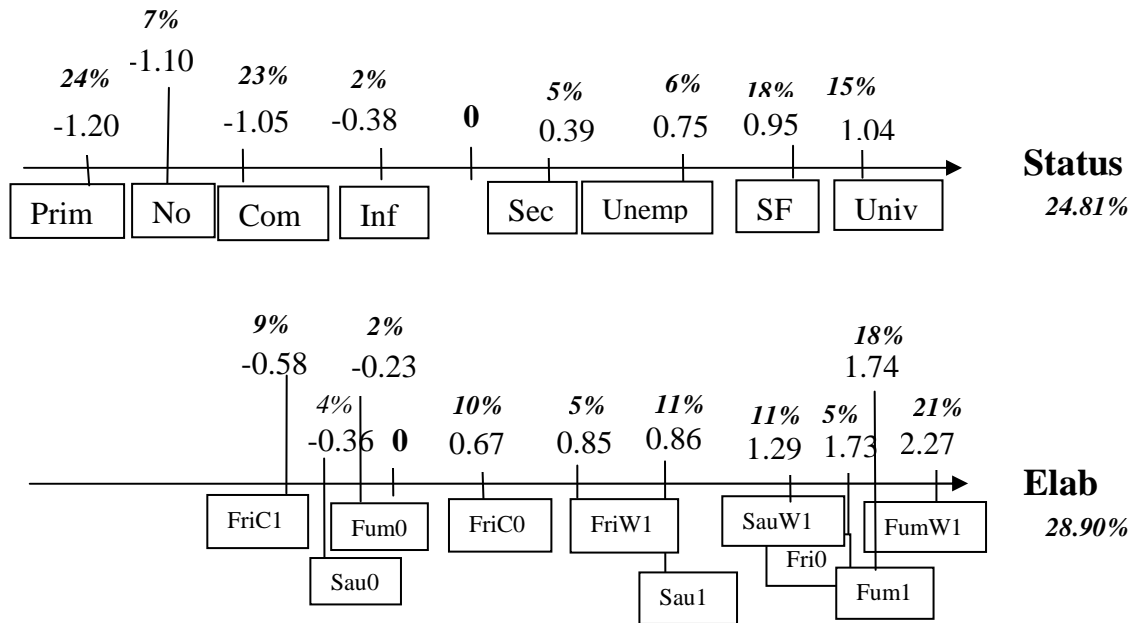 7%
-1.10
24%
23%
2%
5%
6%
18%
15%
-1.20
-1.05
-0.38
0
0.39
0.75
0.95
1.04
Status
24.81%
Prim
No
Com
Inf
Sec
Unemp
SF
Univ
9%
2%
18%
-0.58
-0.23
1.74
4%
10%
5%
11%
11%
5%
21%
-0.36
0
0.67
0.85
0.86
1.29
1.73
2.27
Elab
28.90%
FriC1
Fum0
FriC0
FriW1
SauW1
FumW1
Fri0
Sau0
Sau1
Fum1